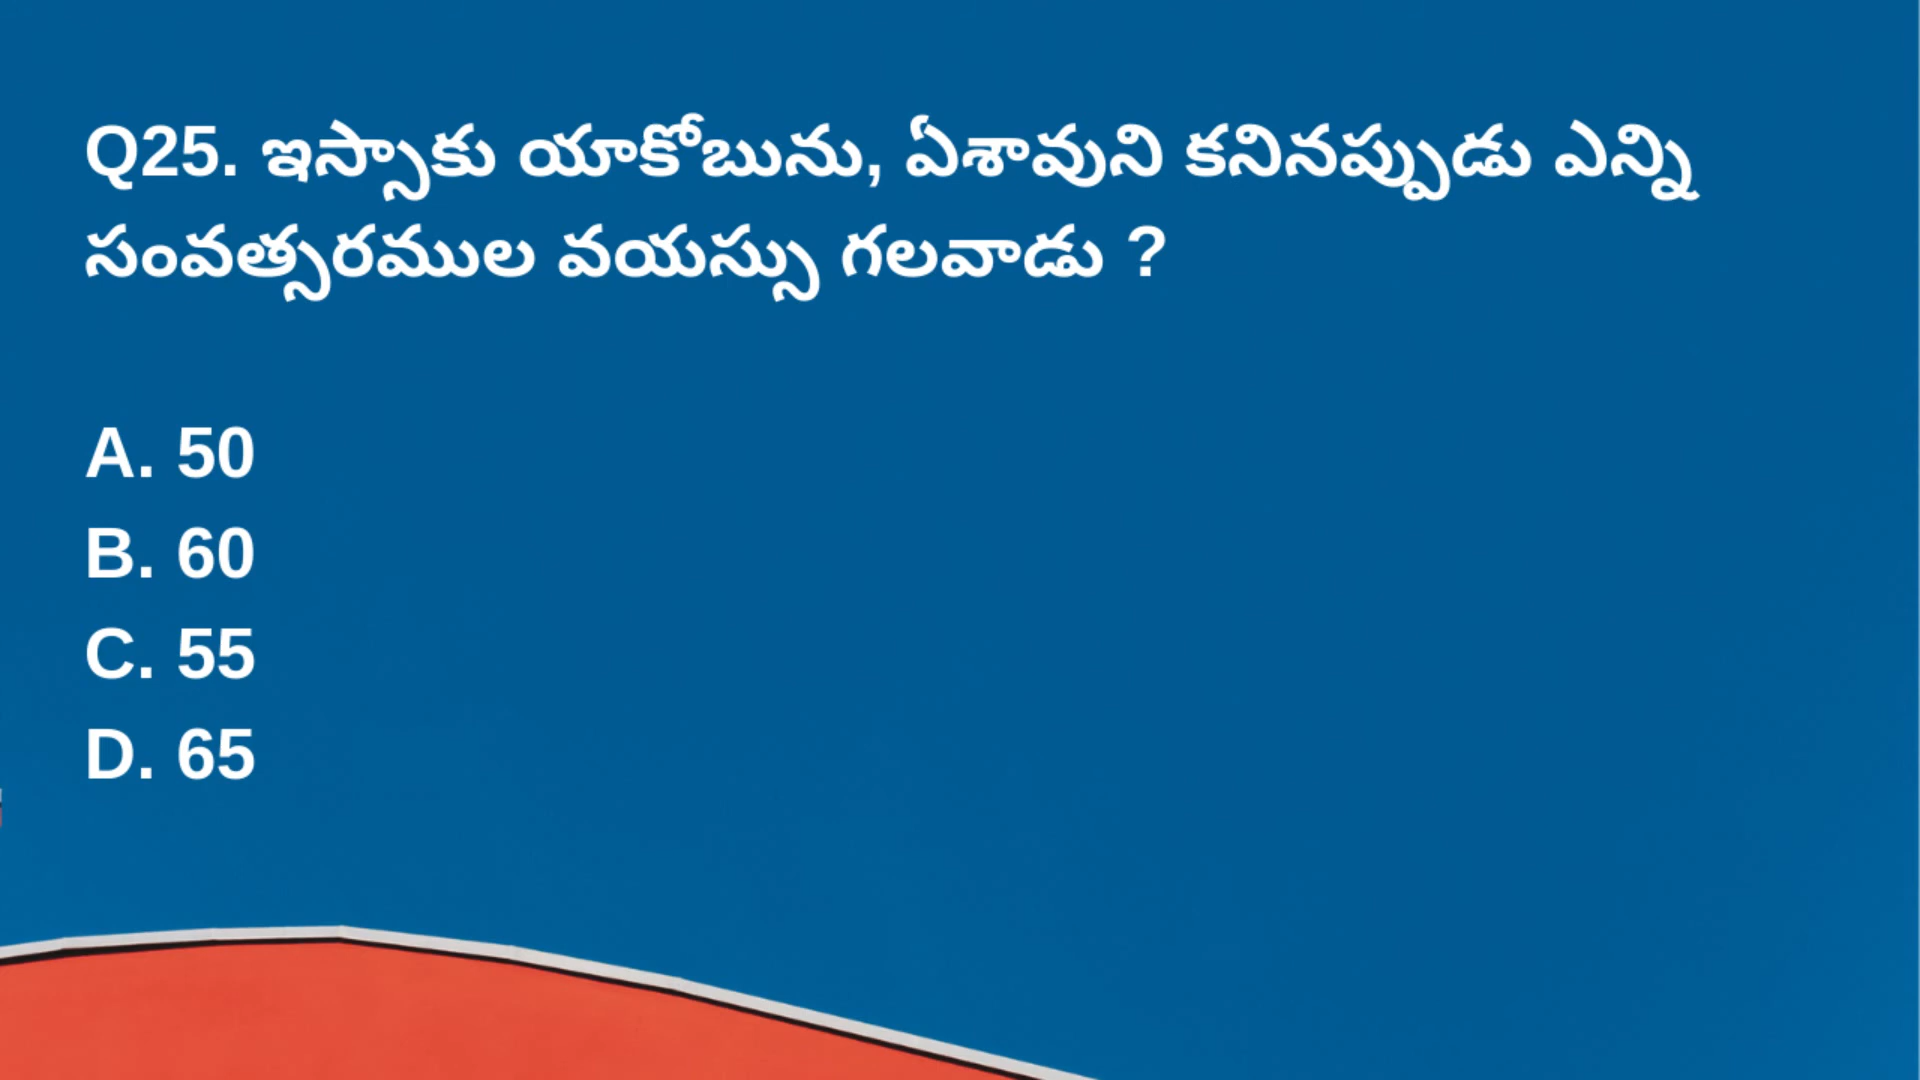 Q25. ఇస్సాకు యాకోబును, ఏశావుని కనినప్పుడు ఎన్ని
సంవత్సరముల వయస్సు గలవాడు ?
A. 50
B. 60
C. 55
D. 65